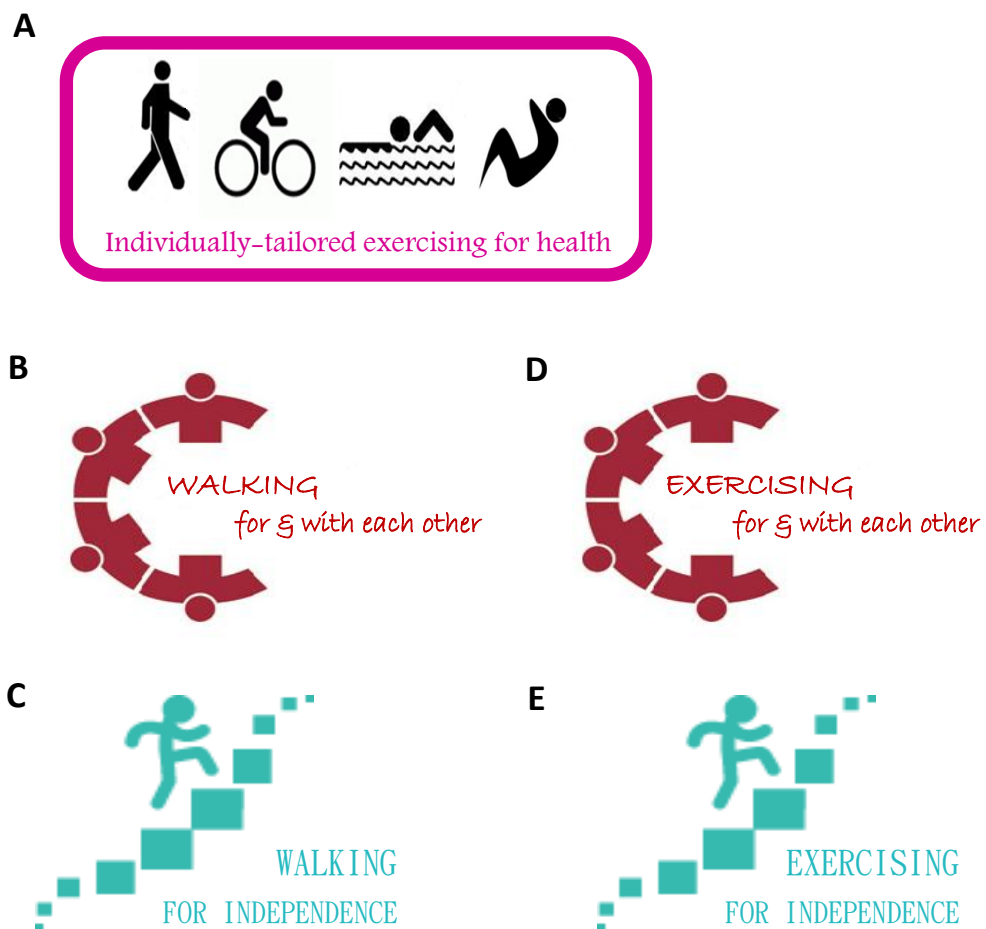 A
Individually-tailored exercising for health
B
WALKING
for & with each other
D
EXERCISING
for & with each other
C
WALKING
FOR INDEPENDENCE
E
EXERCISING
FOR INDEPENDENCE